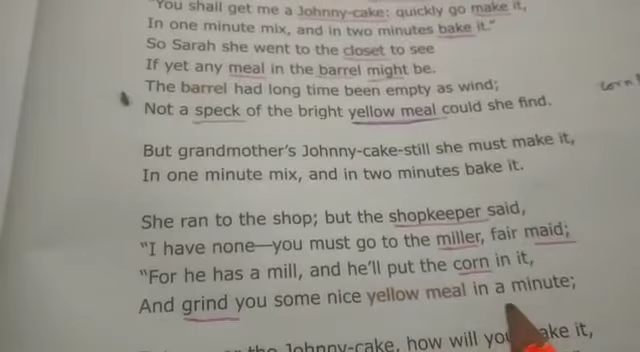 "You shall get me a Johnny-cake: quickly go make it,
In one minute mix, and in two minutes bake it."
So Sarah she went to the closet to see
If yet any meal in the barrel might be.
The barrel had long time been empty as wind;
Not a speck of the bright yellow meal could she find.
corn
But grandmother's Johnny-cake-still she must make it,
In one minute mix, and in two minutes bake it.
She ran to the shop; but the shopkeeper said,
"I have none—you must go to the miller, fair maid;
"For he has a mill, and he'll put the corn in it,
And grind you some nice yellow meal in a minute;
the Johnny-cake, how will you make it,